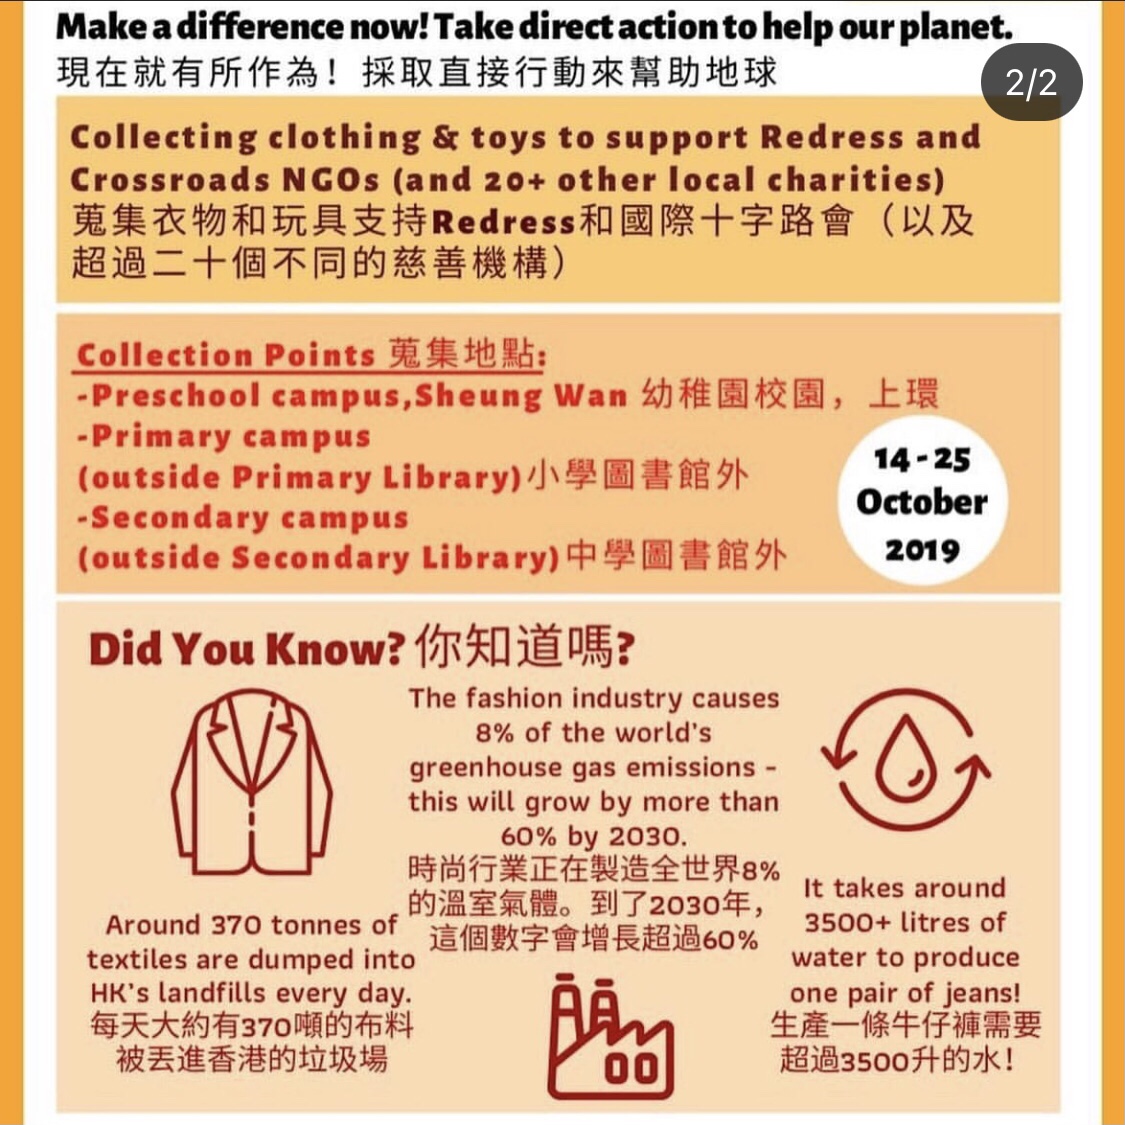 Make a difference now! Take direct action to help our planet.
現在就有所作為！採取直接行動來幫助地球
2/2
Collecting clothing & toys to support Redress and
Crossroads NGOs (and 20+ other local charities)
蒐集衣物和玩具支持Redress和國際十字路會（以及
超過二十個不同的慈善機構）
Collection Points 蒐集地點:
-Preschool campus,Sheung Wan 幼稚園校園，上環
-Primary campus
(outside Primary Library)小學圖書館外
-Secondary campus
(outside Secondary Library)中學圖書館外
14-25
October
2019
Did You Know? 你知道嗎?
Around 370 tonnes of
textiles are dumped into
HK's landfills every day.
每天大約有370噸的布料
被丟進香港的垃圾場
The fashion industry causes
8% of the world's
greenhouse gas emissions -
this will grow by more than
60% by 2030.
時尚行業正在製造全世界8%
的溫室氣體。到了2030年，
這個數字會增長超過60%
It takes around
3500+ litres of
water to produce
one pair of jeans!
生產一條牛仔褲需要
超過3500升的水！